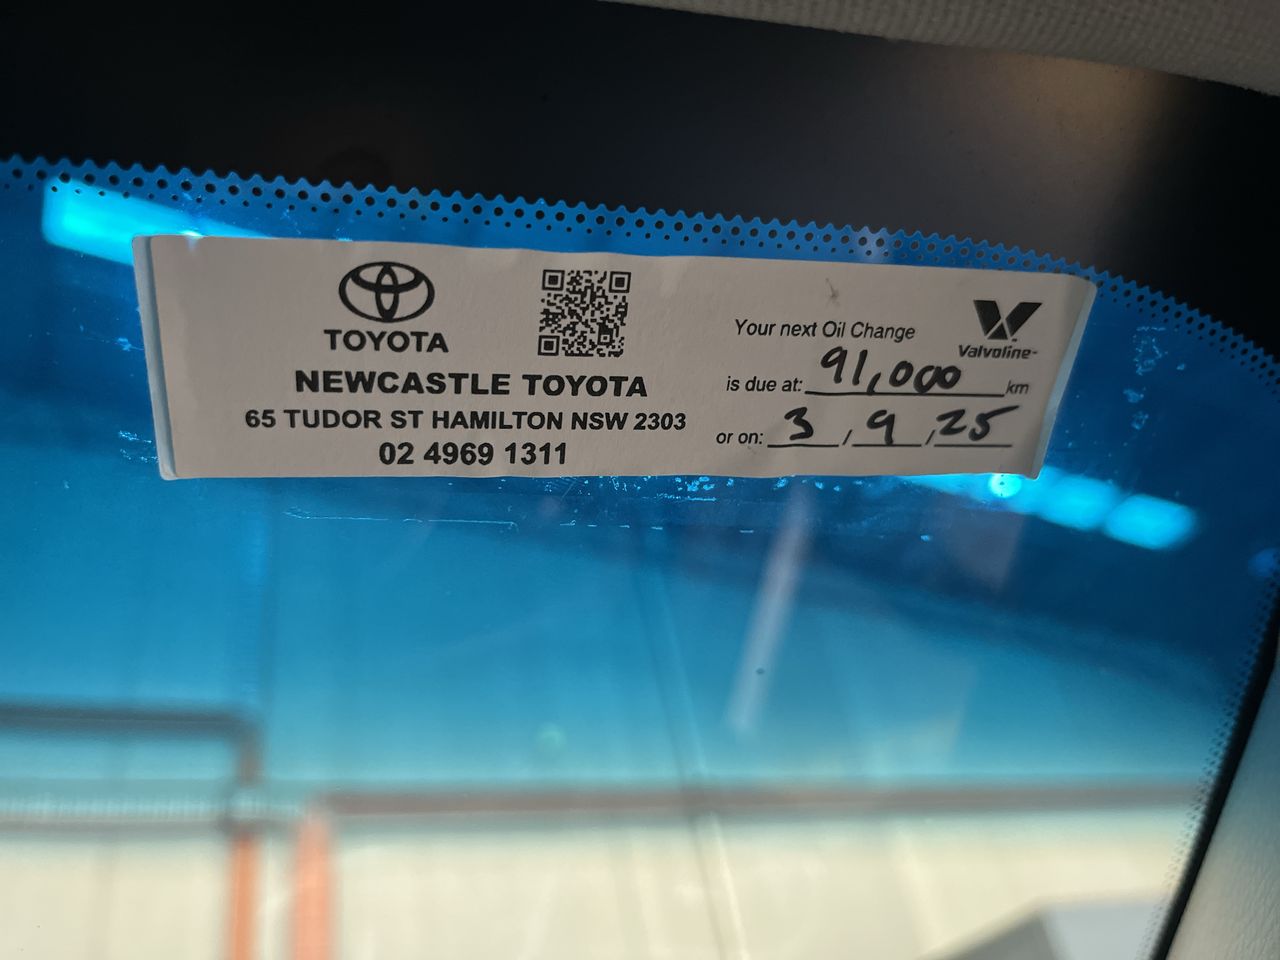 TOYOTA
NEWCASTLE TOYOTA
65 TUDOR ST HAMILTON NSW 2303
02 4969 1311
Your next Oil Change
Valvoline™
is due at: 91,000 km
or on: 3 / 9 / 25